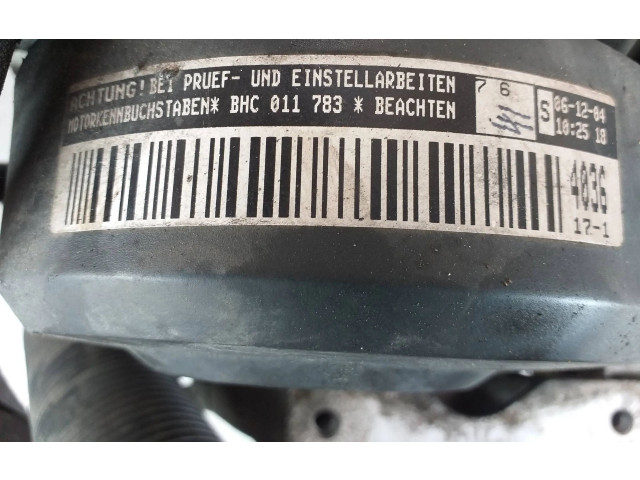 ACHTUNG! BEI PRUEF- UND EINSTELLARBEITEN
MOTORKENNBUCHSTABEN* BHC 011 783 * BEACHTEN
7 6
S
06-12-04
10:25 18
4036
17-1